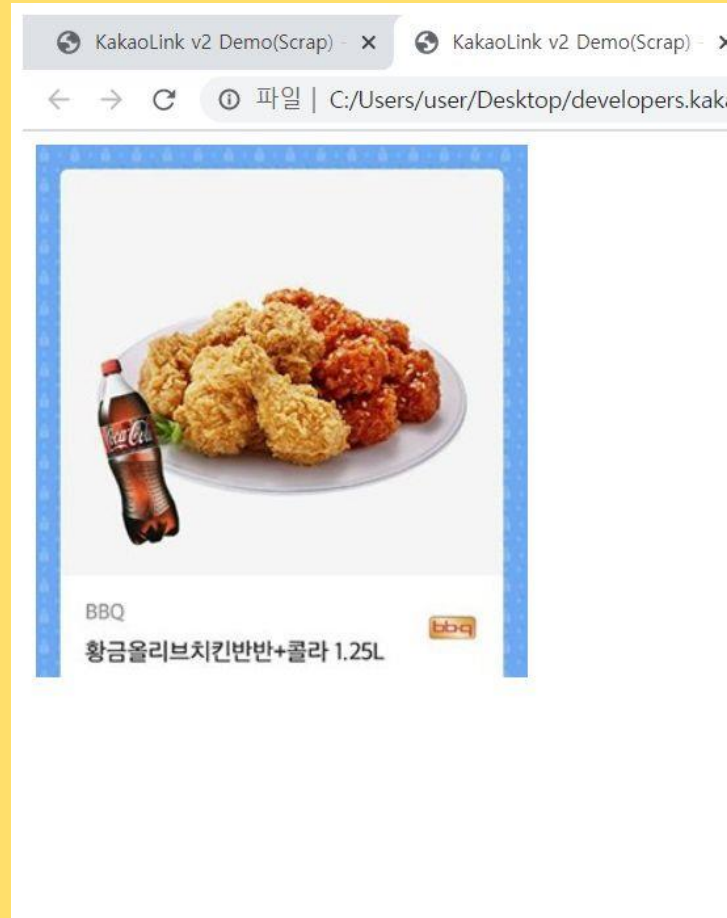 KakaoLink v2 Demo(Scrap) -
KakaoLink v2 Demo(Scrap) -
파일 | C:/Users/user/Desktop/developers.kaka
Coca-Cola
BBQ
황금올리브치킨반반+콜라 1.25L
bb.q